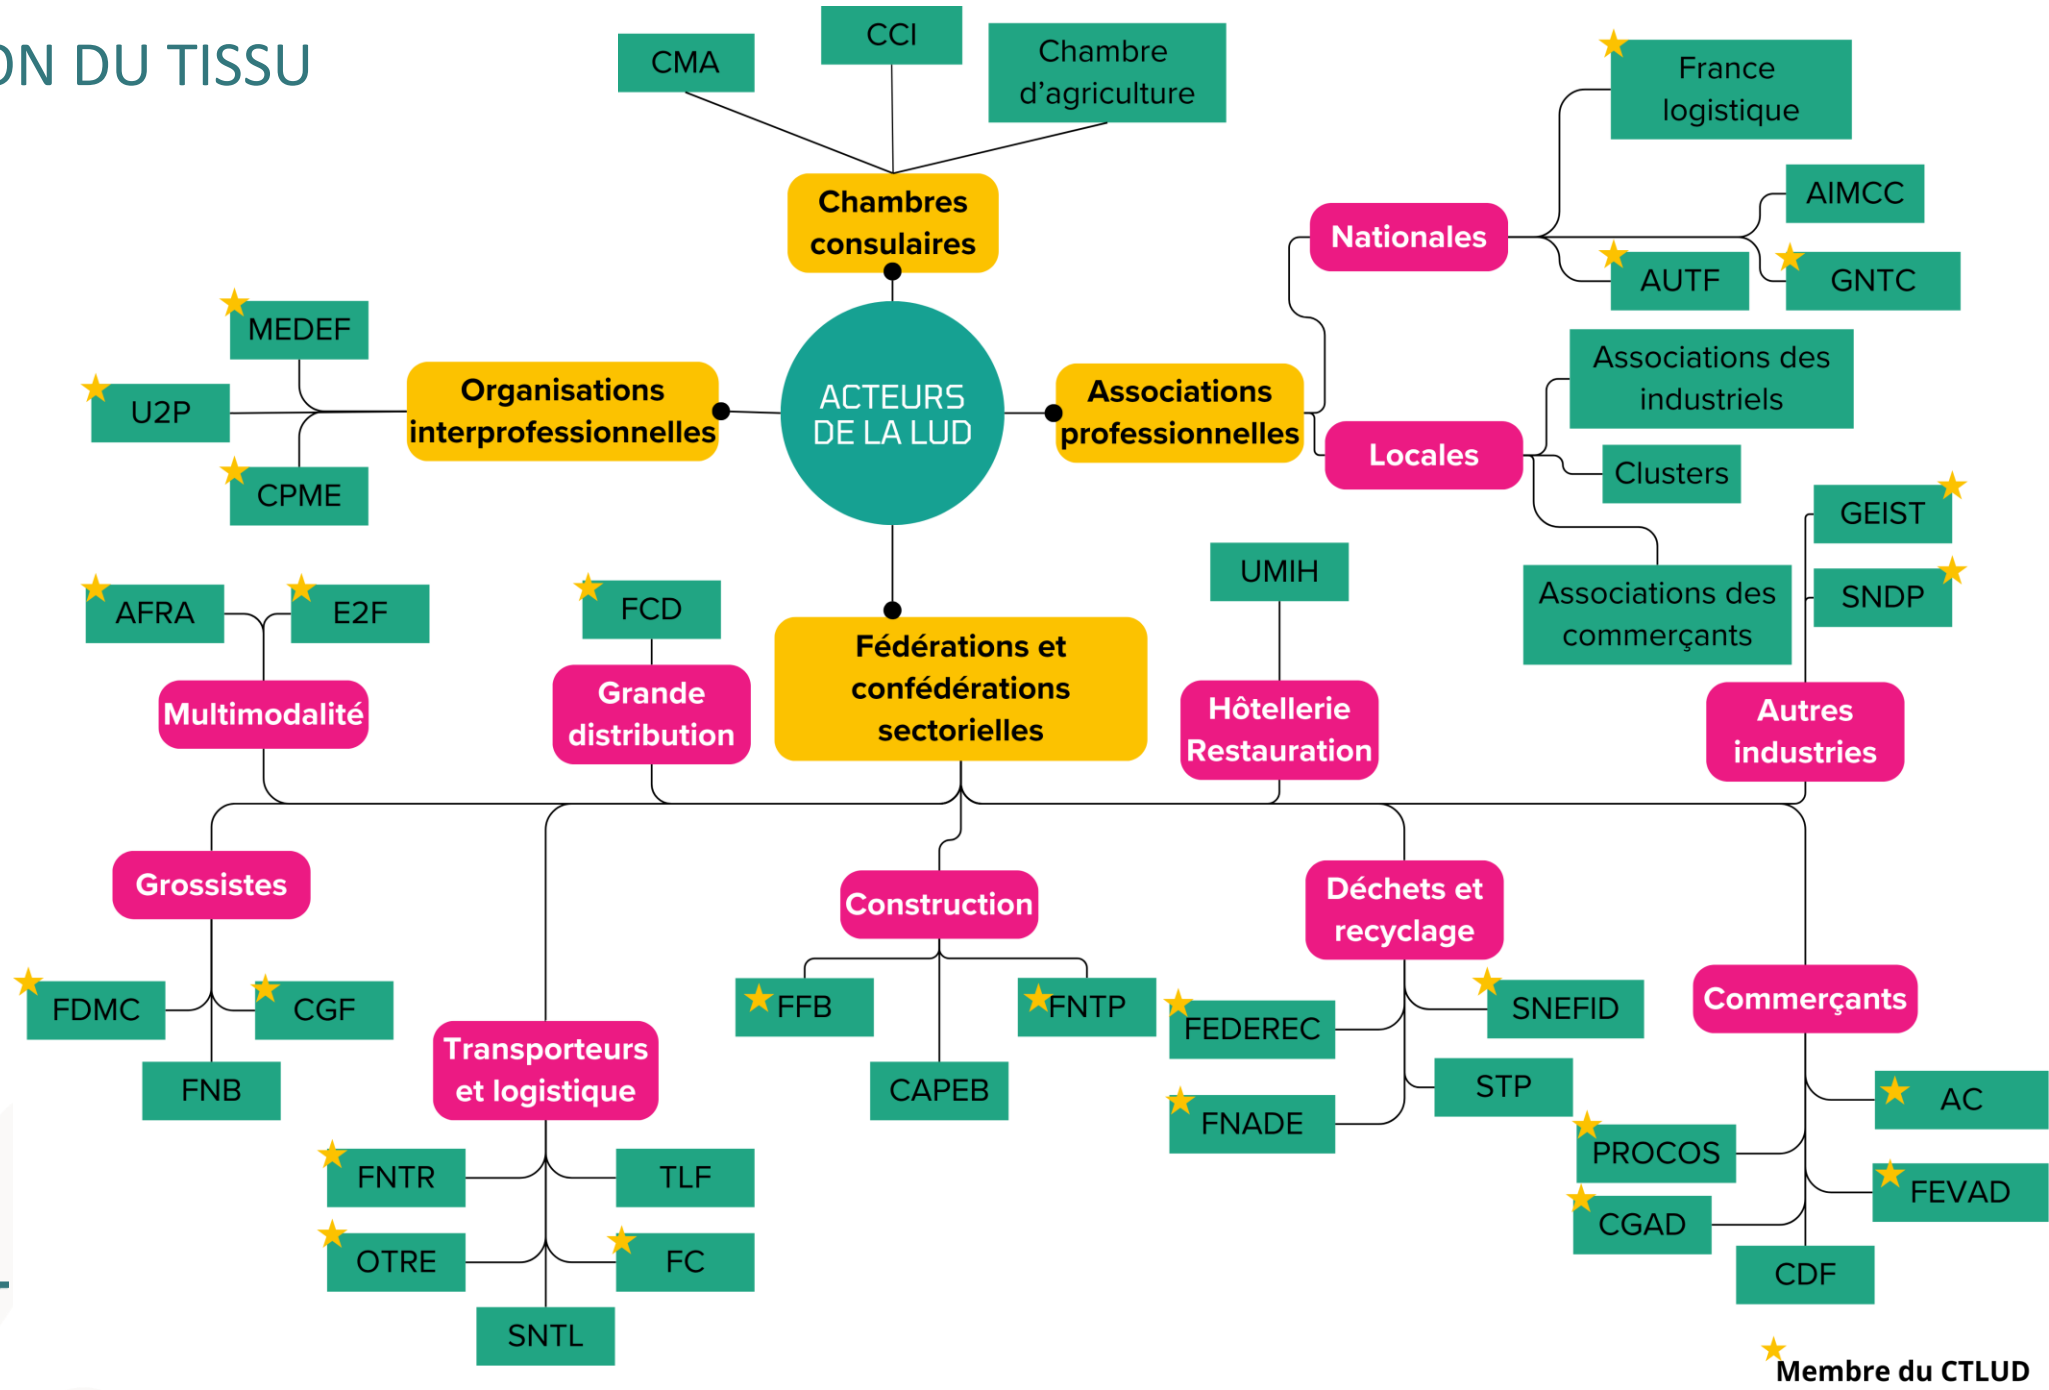 ON DU TISSU
CMA
CCI
Chambre
d'agriculture
Chambres
consulaires
France
logistique
AIMCC
Nationales
AUTF
GNTC
MEDEF
U2P
CPME
Organisations
interprofessionnelles
ACTEURS
DE LA LUD
Associations
professionnelles
Locales
Associations des
industriels
Clusters
Associations des
commerçants
GEIST
SNDP
Autres
industries
AFRA
E2F
Multimodalité
FCD
Grande
distribution
Fédérations et
confédérations
sectorielles
UMIH
Hôtellerie
Restauration
Grossistes
FDMC
CGF
FNB
Transporteurs
et logistique
FNTR
TLF
OTRE
FC
SNTL
Construction
FFB
FNTP
CAPEB
Déchets et
recyclage
FEDEREC
SNEFID
STP
FNADE
Commerçants
AC
PROCOS
FEVAD
CGAD
CDF
Membre du CTLUD